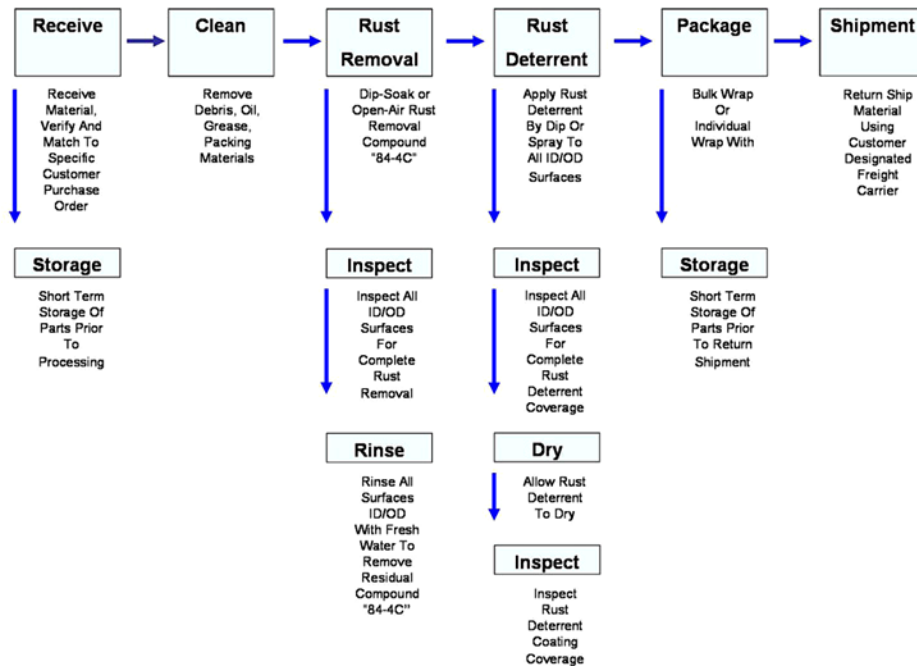 Receive
Receive
Material,
Verify And
Match To
Specific
Customer
Purchase
Order
Storage
Short Term
Storage Of
Parts Prior
To
Processing
Clean
Remove
Debris, Oil,
Grease,
Packing
Materials
Rust
Removal
Dip-Soak or
Open-Air Rust
Removal
Compound
"84-4C"
Inspect
Inspect All
ID/OD
Surfaces
For
Complete
Rust
Removal
Rinse
Rinse All
Surfaces
ID/OD
With Fresh
Water To
Remove
Residual
Compound
"84-4C"
Rust
Deterrent
Apply Rust
Deterrent
By Dip Or
Spray To
All ID/OD
Surfaces
Inspect
Inspect All
ID/OD
Surfaces
For
Complete
Rust
Deterrent
Coverage
Dry
Allow Rust
Deterrent
To Dry
Inspect
Inspect
Rust
Deterrent
Coating
Coverage
Package
Bulk Wrap
Or
Individual
Wrap With
Storage
Short Term
Storage Of
Parts Prior
To Return
Shipment
Shipment
Return Ship
Material
Using
Customer
Designated
Freight
Carrier